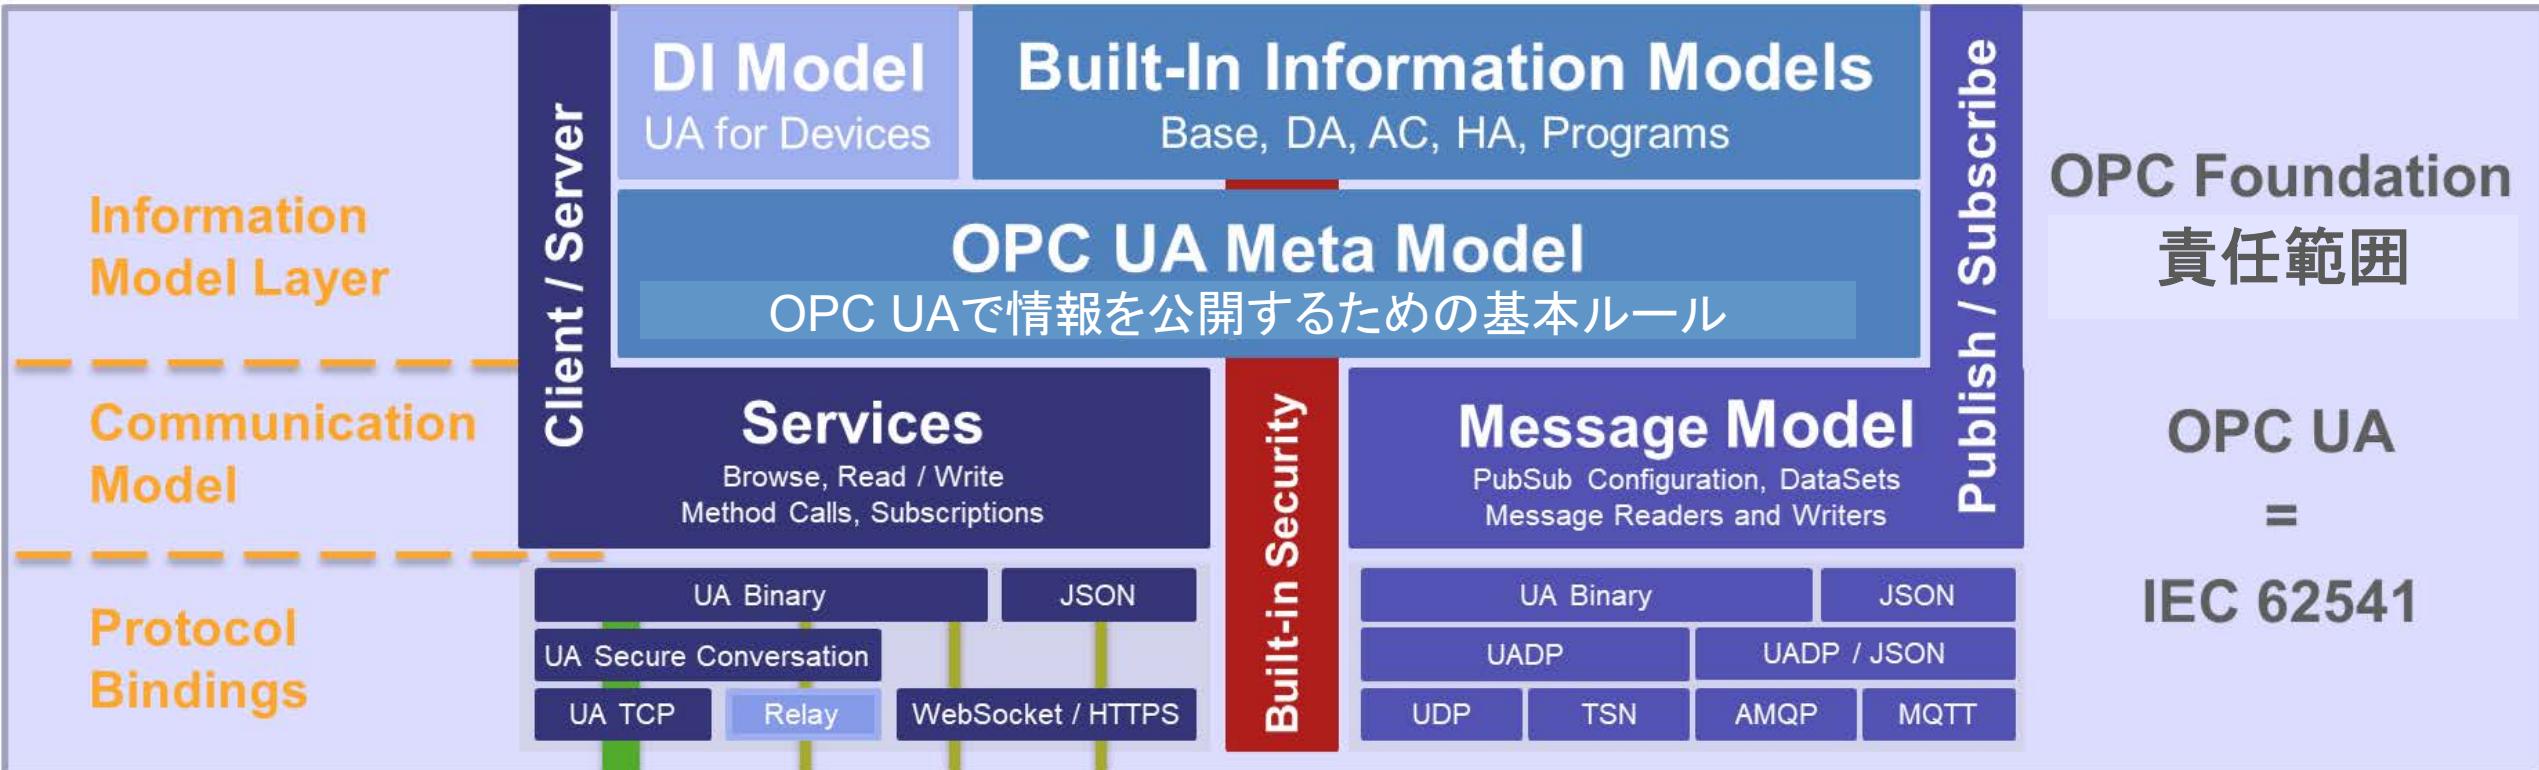 Information
Model Layer
Communication
Model
Protocol
Bindings
Client / Server
DI Model
UA for Devices
Built-In Information Models
Base, DA, AC, HA, Programs
OPC UA Meta Model
OPC UAで情報を公開するための基本ルール
Services
Browse, Read / Write
Method Calls, Subscriptions
UA Binary
JSON
UA Secure Conversation
UA TCP
Relay
WebSocket / HTTPS
Built-in Security
Message Model
PubSub Configuration, DataSets
Message Readers and Writers
Publish / Subscribe
UA Binary
JSON
UADP
UADP / JSON
UDP
TSN
AMQP
MQTT
OPC Foundation
責任範囲
OPC UA
=
IEC 62541